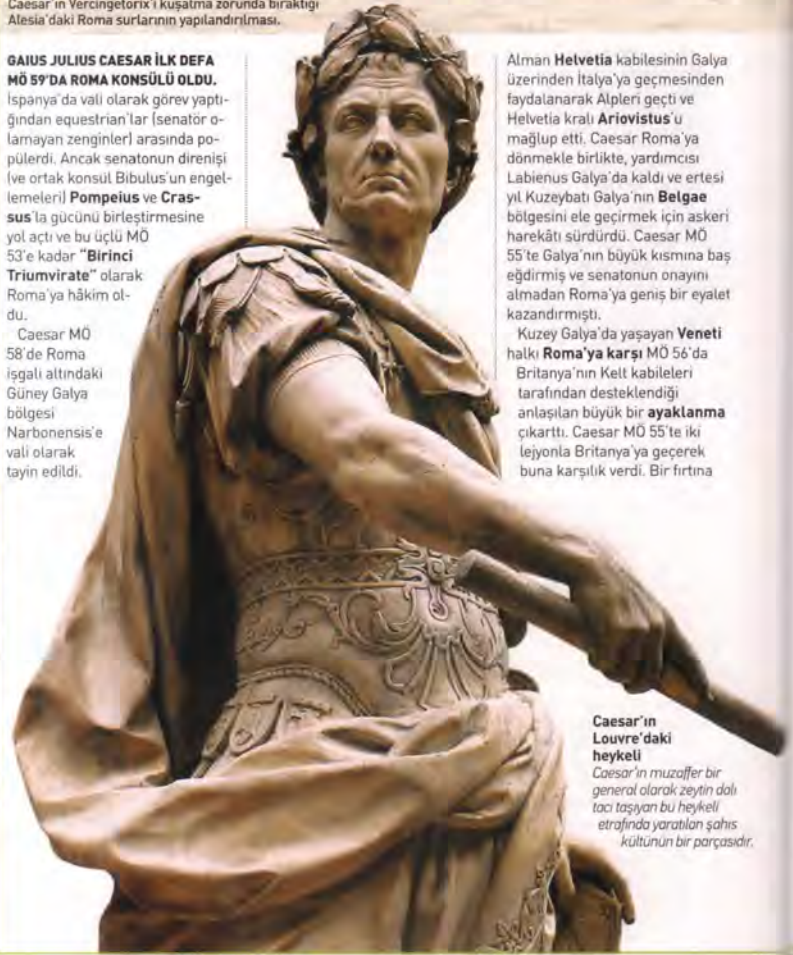 Caesar'ın Vercingetorix'i kuşatma zorunda bıraktığı
Alesia'daki Roma surlarının yapılandırılması.
GAIUS JULIUS CAESAR İLK DEFA
MÖ 59'DA ROMA KONSÜLÜ OLDU.
İspanya'da vali olarak görev yaptı-
ğından equestrian'lar (senatör o-
lamayan zenginler) arasında po-
pülerdi. Ancak senatonun direnişi
(ve ortak konsül Bibulus'un engel-
lemeleri) Pompeius ve Cras-
sus'la gücünü birleştirmesine
yol açtı ve bu üçlü MÖ
53'e kadar "Birinci
Triumvirate" olarak
Roma'ya hâkim ol-
du.
Caesar MÖ
58'de Roma
işgali altındaki
Güney Galya
bölgesi
Narbonensis'e
vali olarak
tayin edildi.
Alman Helvetia kabilesinin Galya
üzerinden İtalya'ya geçmesinden
faydalanarak Alpleri geçti ve
Helvetia kralı Ariovistus'u
mağlup etti. Caesar Roma'ya
dönmekle birlikte, yardımcısı
Labienus Galya'da kaldı ve ertesi
yıl Kuzeybatı Galya'nın Belgae
bölgesini ele geçirmek için askeri
harekâtı sürdürdü. Caesar MÖ
55'te Galya'nın büyük kısmına baş
eğdirmiş ve senatonun onayını
almadan Roma'ya geniş bir eyalet
kazandırmıştı.
Kuzey Galya'da yaşayan Veneti
halkı Roma'ya karşı MÖ 56'da
Britanya'nın Kelt kabileleri
tarafından desteklendiği
anlaşılan büyük bir ayaklanma
çıkarttı. Caesar MÖ 55'te iki
lejyonla Britanya'ya geçerek
buna karşılık verdi. Bir fırtına
Caesar'ın
Louvre'daki
heykeli
Caesar'ın muzaffer bir
general olarak zeytin dalı
tacı taşıyan bu heykeli
etrafında yaratılan şahıs
kültünün bir parçasıdır.